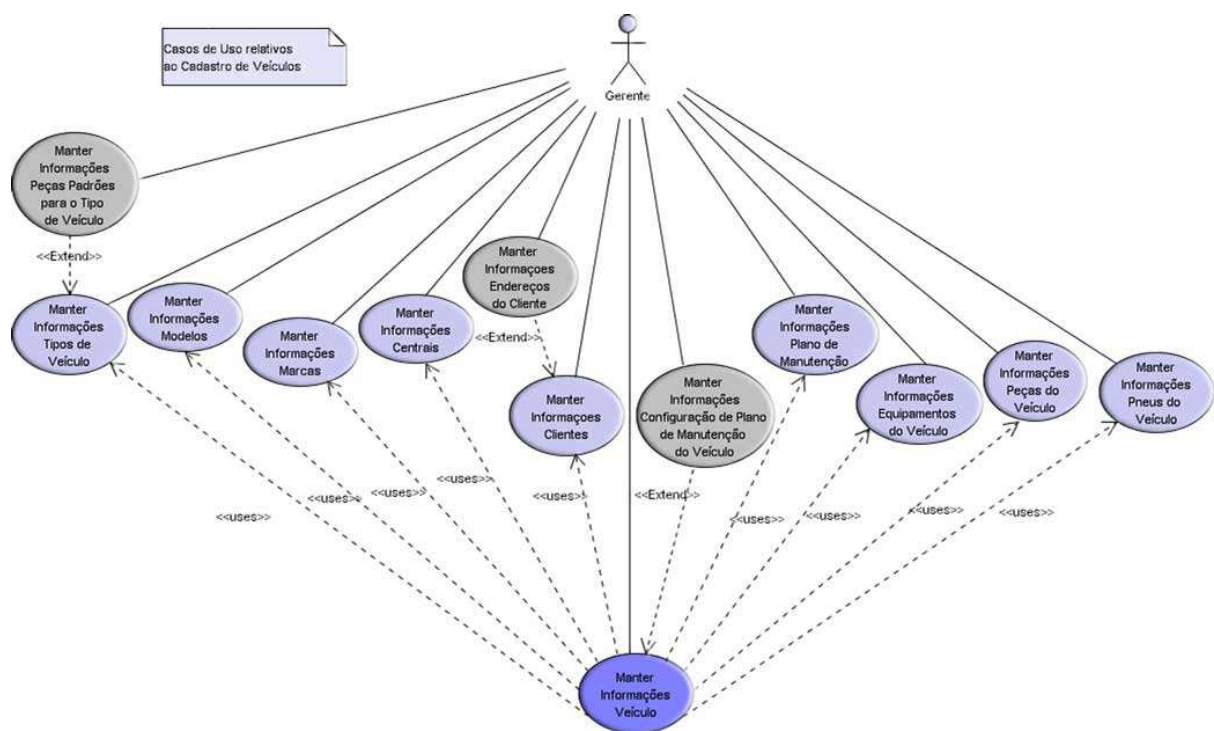 Casos de Uso relativos
ao Cadastro de Veículos
Gerente
Manter
Informações
Peças Padrões
para o Tipo
de Veículo
<<Extend>>
Manter
Informações
Tipos de
Veículo
Manter
Informações
Modelos
Manter
Informações
Marcas
Manter
Informações
Centrais
Manter
Informaçoes
Endereços
do Cliente
<<Extend>>
Manter
Informaçoes
Clientes
Manter
Informações
Configuração de Plano
de Manutenção
do Veículo
<<Extend>>
Manter
Informações
Plano de
Manutenção
Manter
Informações
Equipamentos
do Veículo
Manter
Informações
Peças do
Veículo
Manter
Informações
Pneus do
Veículo
<<uses>>
<<uses>>
<<uses>>
<<uses>>
<<uses>>
<<uses>>
<<uses>>
<<uses>>
<<uses>>
Manter
Informações
Veículo